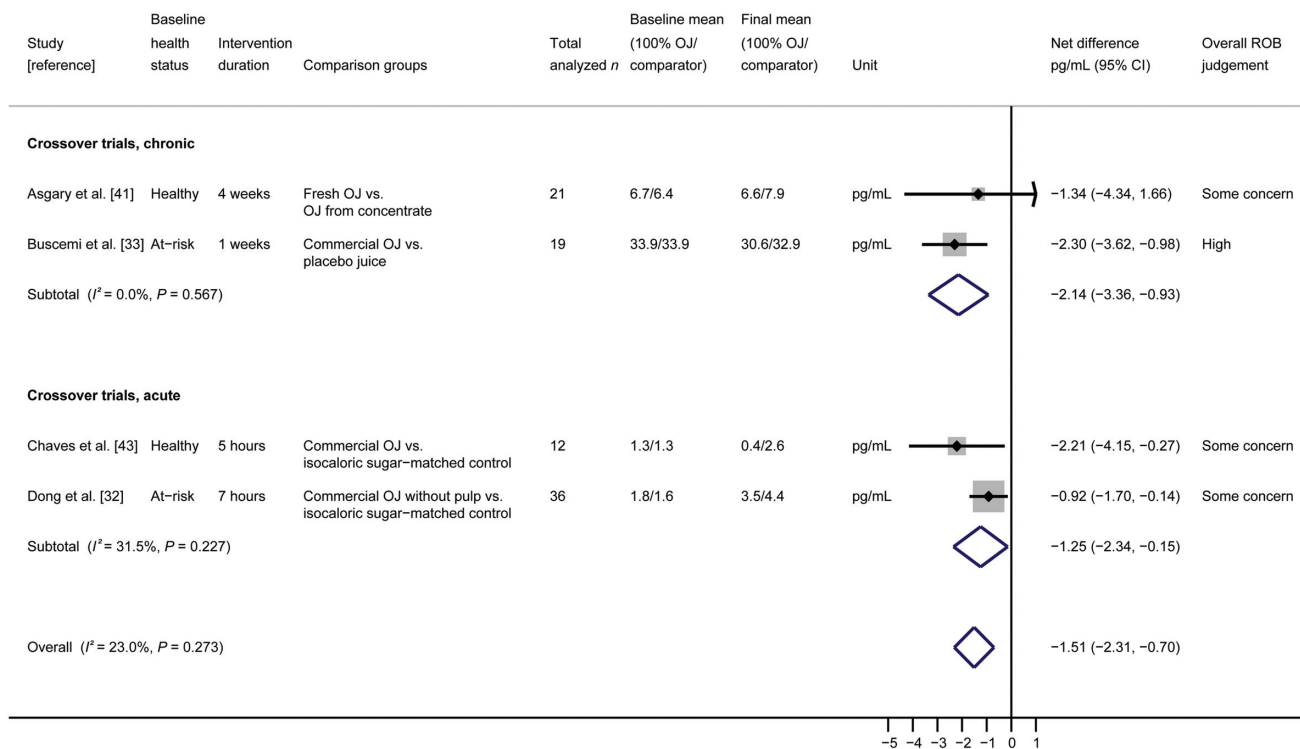 Baseline Baseline mean Final mean
Study health Intervention Total (100% OJ/ (100% OJ/ Net difference Overall ROB
[reference] status duration Comparison groups analyzed n comparator) comparator) Unit pg/mL (95% CI) judgement
Crossover trials, chronic
Asgary et al. [41] Healthy 4 weeks Fresh OJ vs. 21 6.7/6.4 6.6/7.9 pg/mL −1.34 (−4.34, 1.66) Some concern
OJ from concentrate
Buscemi et al. [33] At−risk 1 weeks Commercial OJ vs. 19 33.9/33.9 30.6/32.9 pg/mL −2.30 (−3.62, −0.98) High
placebo juice
Subtotal (I² = 0.0%, P = 0.567) −2.14 (−3.36, −0.93)
Crossover trials, acute
Chaves et al. [43] Healthy 5 hours Commercial OJ vs. 12 1.3/1.3 0.4/2.6 pg/mL −2.21 (−4.15, −0.27) Some concern
isocaloric sugar−matched control
Dong et al. [32] At−risk 7 hours Commercial OJ without pulp vs. 36 1.8/1.6 3.5/4.4 pg/mL −0.92 (−1.70, −0.14) Some concern
isocaloric sugar−matched control
Subtotal (I² = 31.5%, P = 0.227) −1.25 (−2.34, −0.15)
Overall (I² = 23.0%, P = 0.273) −1.51 (−2.31, −0.70)
−5 −4 −3 −2 −1 0 1